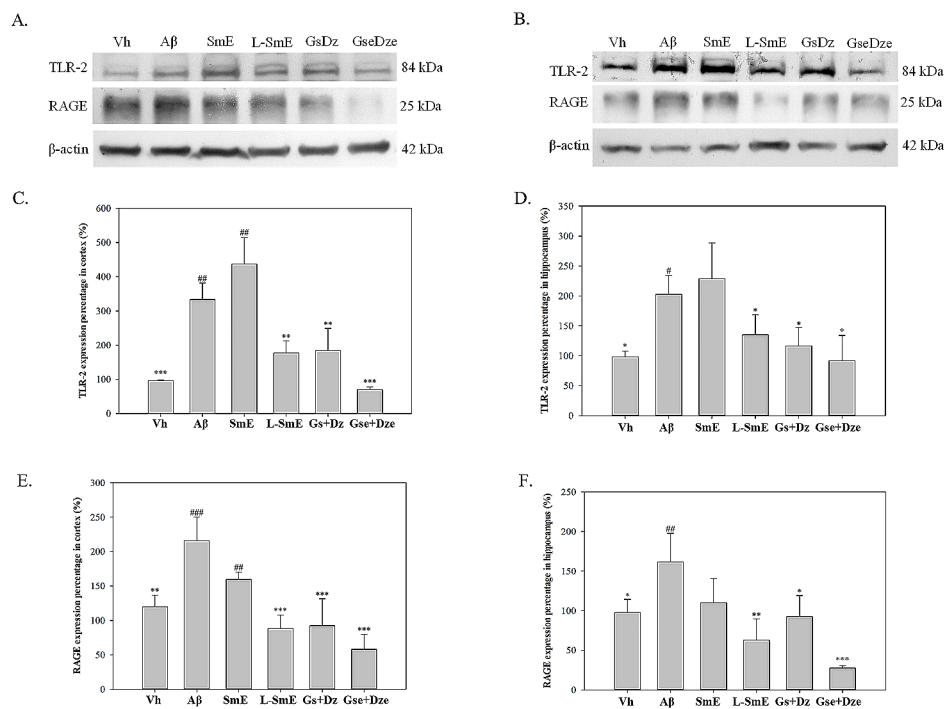 A.
Vh Aβ SmE L-SmE GsDz GseDze
TLR-2 84 kDa
RAGE 25 kDa
β-actin 42 kDa
B.
Vh Aβ SmE L-SmE GsDz GseDze
TLR-2 84 kDa
RAGE 25 kDa
β-actin 42 kDa
C.
TLR-2 expression percentage in cortex (%)
600
500
400
300
200
100
0
***
##
##
**
**
***
Vh Aβ SmE L-SmE Gs+Dz Gse+Dze
D.
TLR-2 expression percentage in hippocampus (%)
350
300
250
200
150
100
50
0
*
#
*
*
*
Vh Aβ SmE L-SmE Gs+Dz Gse+Dze
E.
RAGE expression percentage in cortex (%)
300
250
200
150
100
50
0
**
###
##
***
***
***
Vh Aβ SmE L-SmE Gs+Dz Gse+Dze
F.
RAGE expression percentage in hippocampus (%)
250
200
150
100
50
0
*
##
**
*
***
Vh Aβ SmE L-SmE Gs+Dz Gse+Dze